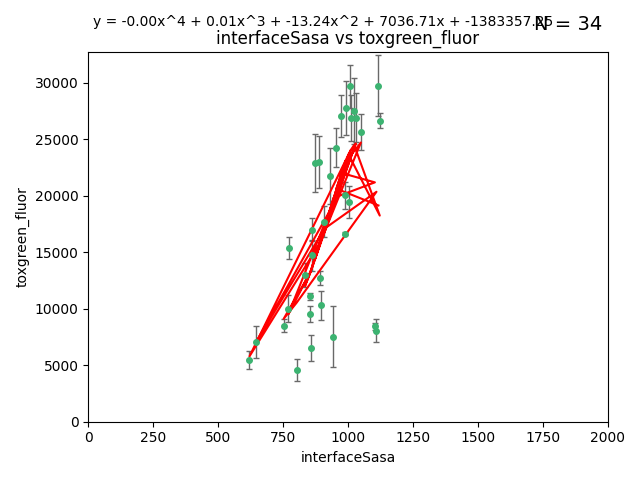 y = -0.00x^4 + 0.01x^3 + -13.24x^2 + 7036.71x + -1383357.
N = 34
interfaceSasa vs toxgreen_fluor
30000
25000
20000
15000
10000
5000
0
toxgreen_fluor
0 250 500 750 1000 1250 1500 1750 2000
interfaceSasa